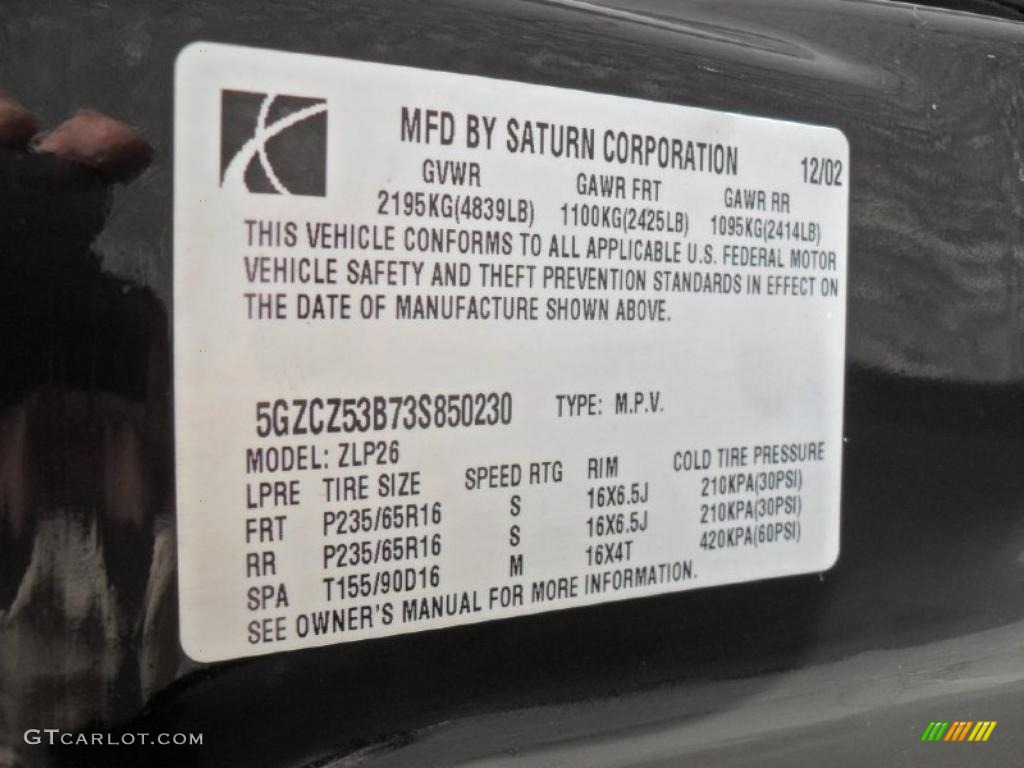 MFD BY SATURN CORPORATION 12/02
GVWR GAWR FRT GAWR RR
2195KG(4839LB) 1100KG(2425LB) 1095KG(2414LB)
THIS VEHICLE CONFORMS TO ALL APPLICABLE U.S. FEDERAL MOTOR
VEHICLE SAFETY AND THEFT PREVENTION STANDARDS IN EFFECT ON
THE DATE OF MANUFACTURE SHOWN ABOVE.
5GZCZ53B73S850230 TYPE: M.P.V.
MODEL: ZLP26
LPRE TIRE SIZE SPEED RTG RIM COLD TIRE PRESSURE
FRT P235/65R16 S 16X6.5J 210KPA(30PSI)
RR P235/65R16 S 16X6.5J 210KPA(30PSI)
SPA T155/90D16 M 16X4T 420KPA(60PSI)
SEE OWNER'S MANUAL FOR MORE INFORMATION.
GTCARLOT.COM